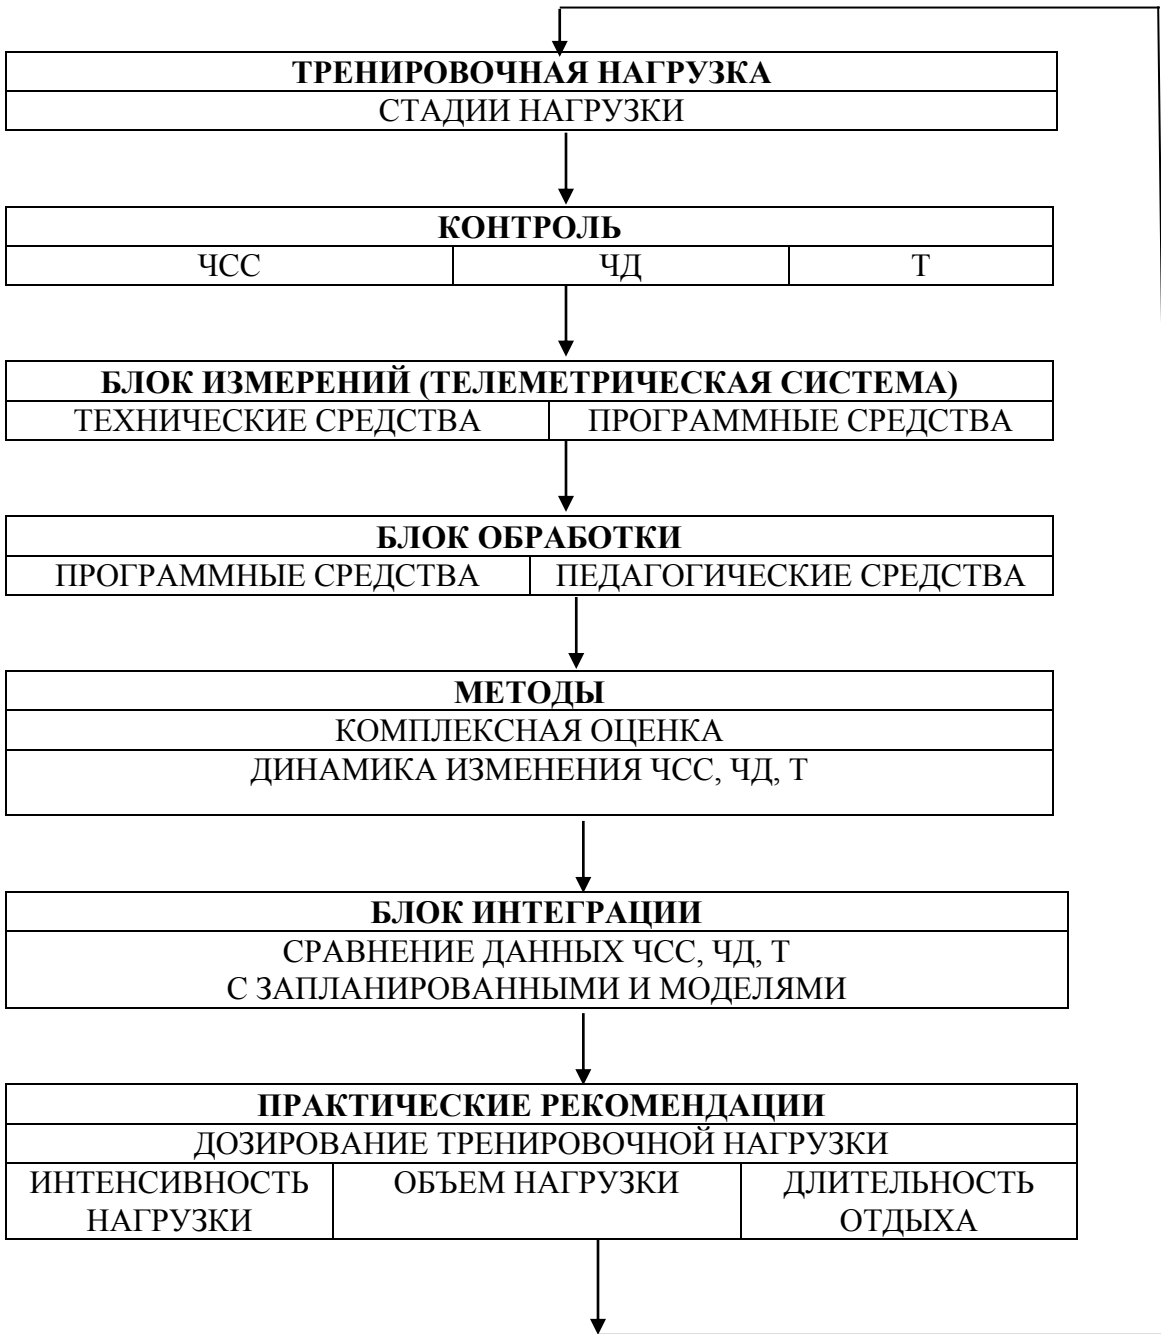 ТРЕНИРОВОЧНАЯ НАГРУЗКА
СТАДИИ НАГРУЗКИ
КОНТРОЛЬ
ЧСС ЧД Т
БЛОК ИЗМЕРЕНИЙ (ТЕЛЕМЕТРИЧЕСКАЯ СИСТЕМА)
ТЕХНИЧЕСКИЕ СРЕДСТВА ПРОГРАММНЫЕ СРЕДСТВА
БЛОК ОБРАБОТКИ
ПРОГРАММНЫЕ СРЕДСТВА ПЕДАГОГИЧЕСКИЕ СРЕДСТВА
МЕТОДЫ
КОМПЛЕКСНАЯ ОЦЕНКА
ДИНАМИКА ИЗМЕНЕНИЯ ЧСС, ЧД, Т
БЛОК ИНТЕГРАЦИИ
СРАВНЕНИЕ ДАННЫХ ЧСС, ЧД, Т
С ЗАПЛАНИРОВАННЫМИ И МОДЕЛЯМИ
ПРАКТИЧЕСКИЕ РЕКОМЕНДАЦИИ
ДОЗИРОВАНИЕ ТРЕНИРОВОЧНОЙ НАГРУЗКИ
ИНТЕНСИВНОСТЬ
НАГРУЗКИ
ОБЪЕМ НАГРУЗКИ
ДЛИТЕЛЬНОСТЬ
ОТДЫХА